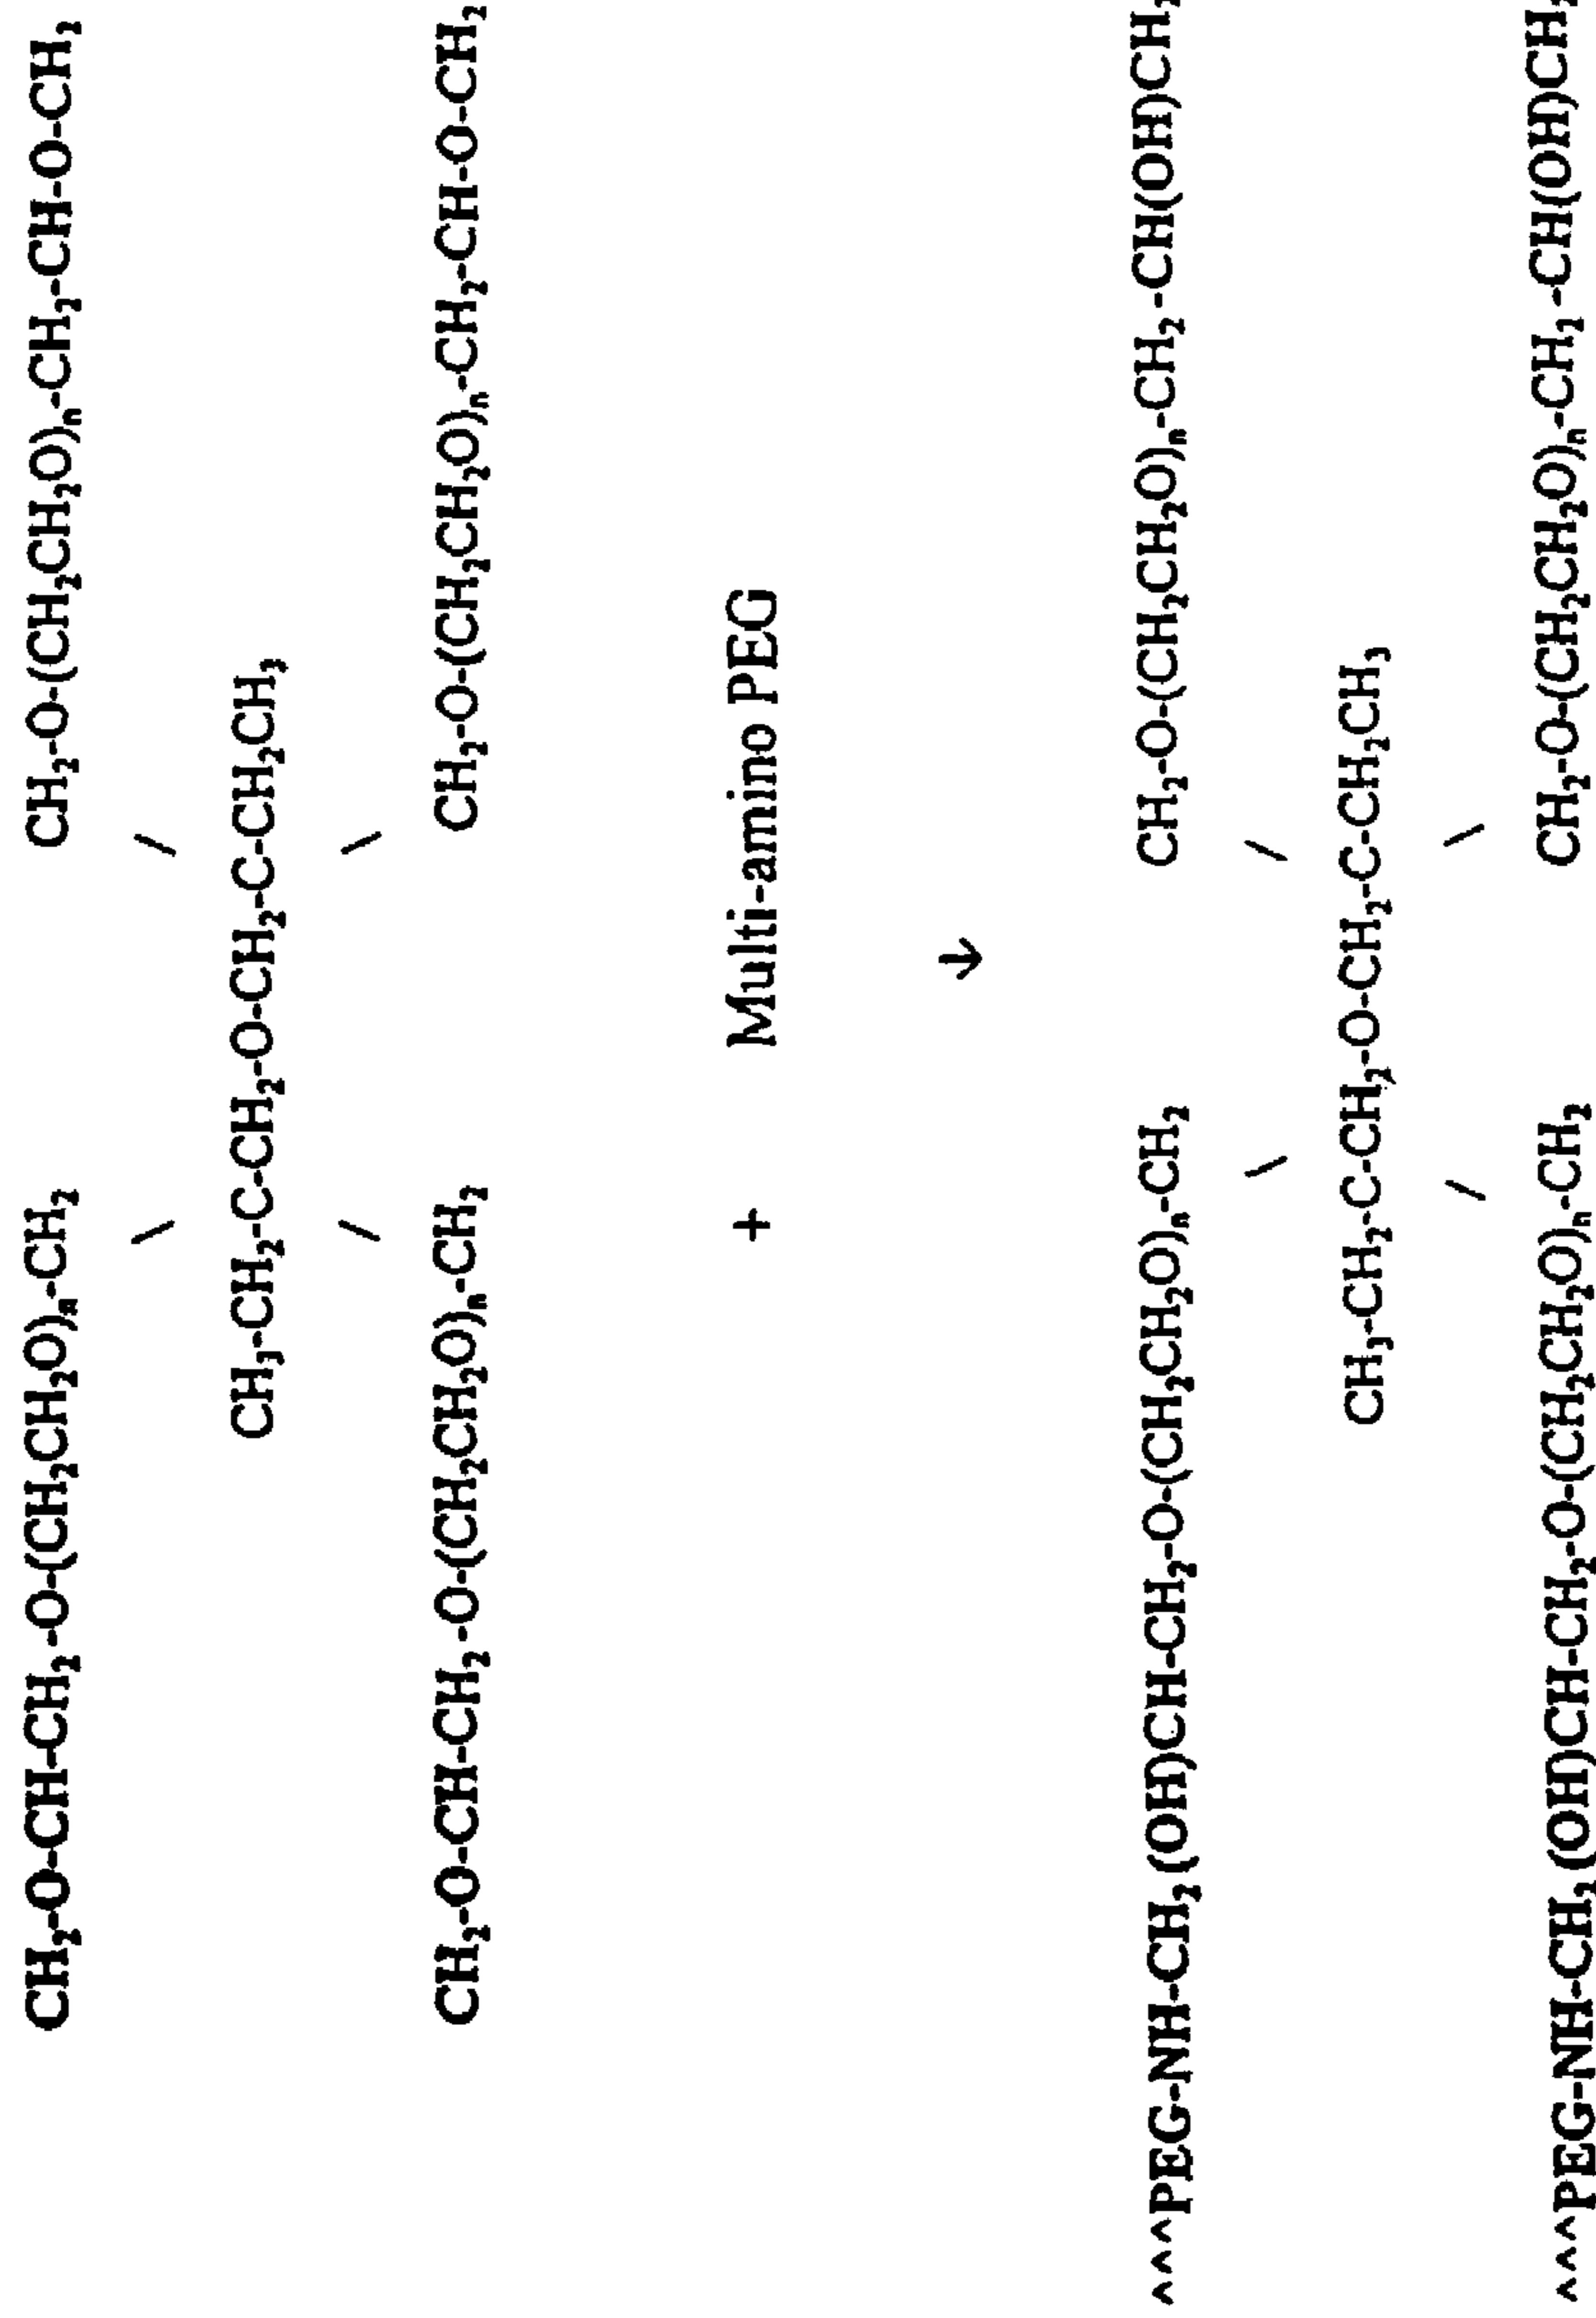 CH₂-O-CH-CH₂-O-(CH₂CH₂O)ₙ-CH₂ CH₂-O-(CH₂CH₂O)ₙ-CH₂-CH-O-CH₂
\ /
CH₃-CH₂-C-CH₂-O-CH₂-C-CH₂CH₃
/ \
CH₂-O-CH-CH₂-O-(CH₂CH₂O)ₙ-CH₂ CH₂-O-(CH₂CH₂O)ₙ-CH₂-CH-O-CH₂
+ Multi-amino PEG
↓
^^^PEG-NH-CH₂(OH)CH-CH₂-O-(CH₂CH₂O)ₙ-CH₂ CH₂-O-(CH₂CH₂O)ₙ-CH₂-CH(OH)CH₂
\ /
CH₃-CH₂-C-CH₂-O-CH₂-C-CH₂CH₃
/ \
^^^PEG-NH-CH₂(OH)CH-CH₂-O-(CH₂CH₂O)ₙ-CH₂ CH₂-O-(CH₂CH₂O)ₙ-CH₂-CH(OH)CH₂